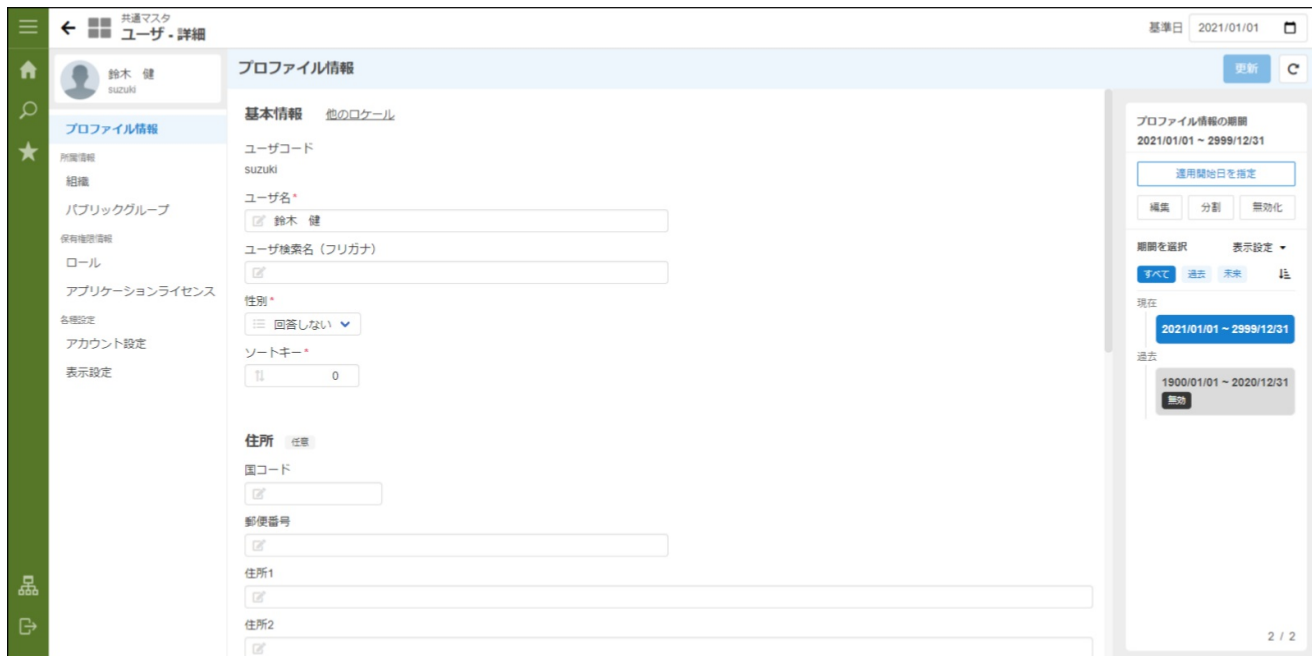 共通マスタ
ユーザ - 詳細
基準日 2021/01/01
鈴木 健
suzuki
プロファイル情報
所属情報
組織
パブリックグループ
保有権限情報
ロール
アプリケーションライセンス
各種設定
アカウント設定
表示設定
プロファイル情報
更新
基本情報 他のロケール
ユーザコード
suzuki
ユーザ名*
鈴木 健
ユーザ検索名（フリガナ）
性別*
回答しない
ソートキー*
0
住所 任意
国コード
郵便番号
住所1
住所2
プロファイル情報の期間
2021/01/01 ~ 2999/12/31
適用開始日を指定
編集 分割 無効化
期間を選択 表示設定
すべて 過去 未来
現在
2021/01/01 ~ 2999/12/31
過去
1900/01/01 ~ 2020/12/31
無効
2 / 2